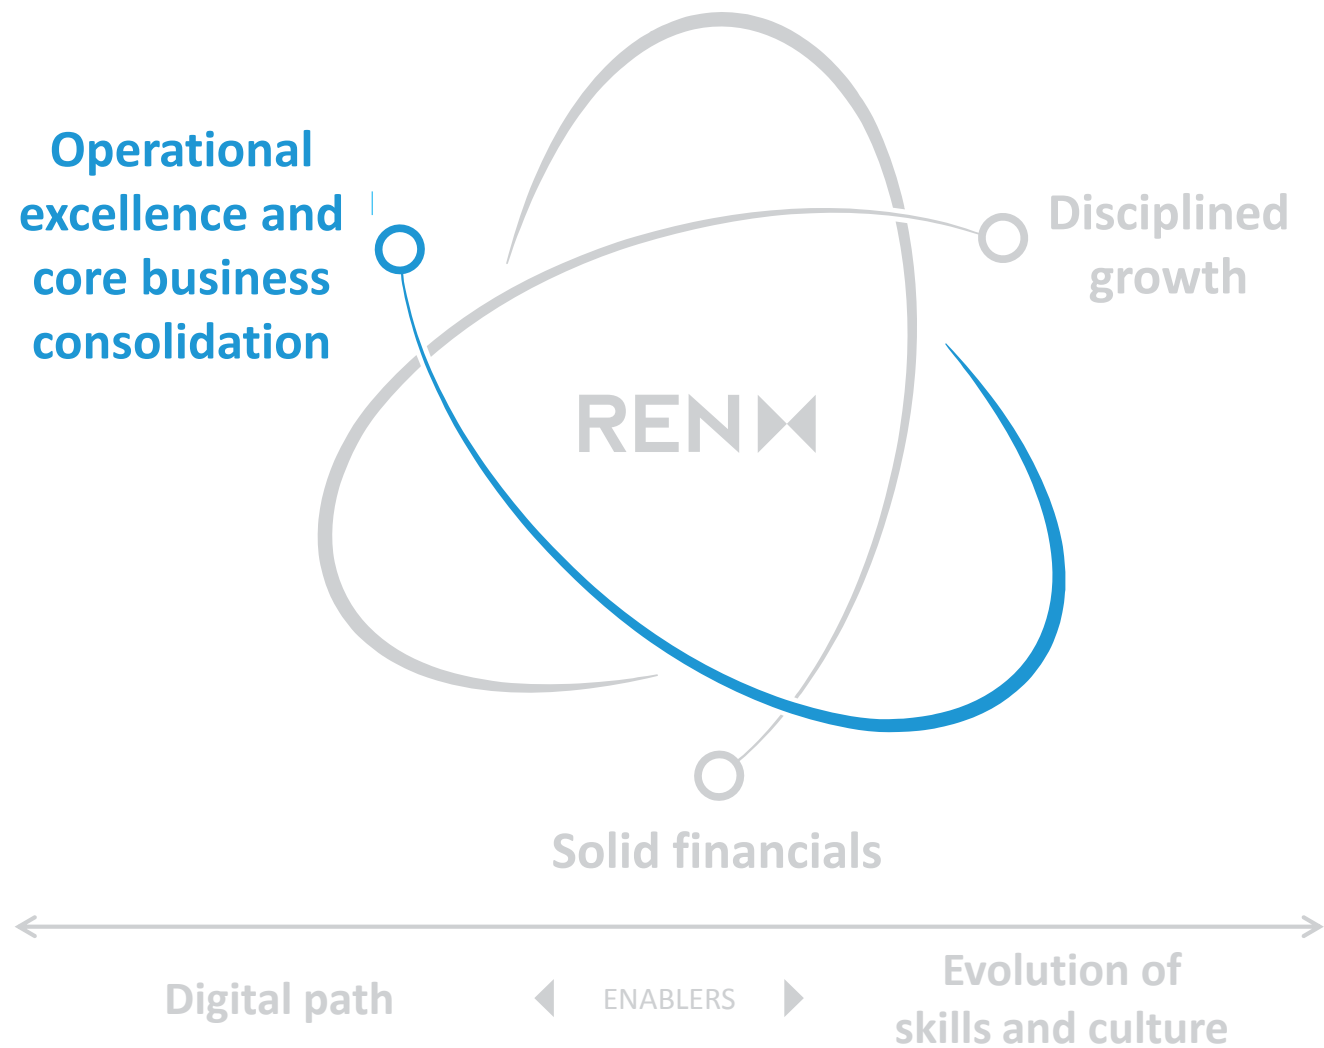 Operational
excellence and
core business
consolidation
Disciplined
growth
REN
Solid financials
Digital path
ENABLERS
Evolution of
skills and culture